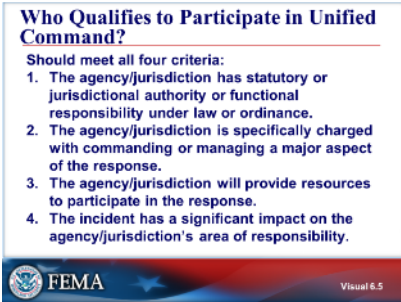 Who Qualifies to Participate in Unified
Command?
Should meet all four criteria:
1. The agency/jurisdiction has statutory or
jurisdictional authority or functional
responsibility under law or ordinance.
2. The agency/jurisdiction is specifically charged
with commanding or managing a major aspect
of the response.
3. The agency/jurisdiction will provide resources
to participate in the response.
4. The incident has a significant impact on the
agency/jurisdiction's area of responsibility.
FEMA
Visual 6.5